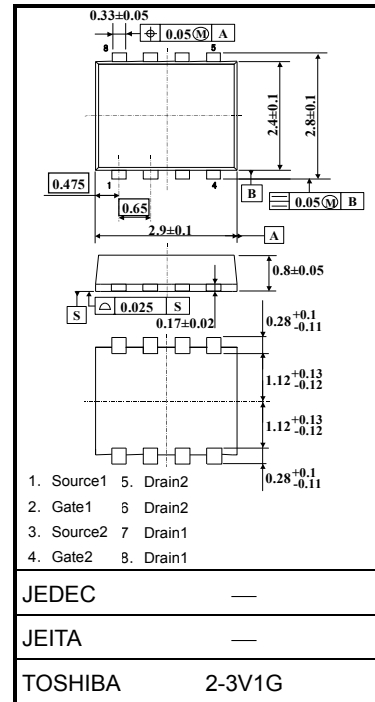 0.33±0.05
⌖ 0.05 Ⓜ A
8 5
2.4±0.1
2.8±0.1
0.475
1 4
B
⌯ 0.05 Ⓜ B
0.65
2.9±0.1
A
0.8±0.05
S
⌓ 0.025 S
0.17±0.02
0.28 +0.1 -0.11
1.12 +0.13 -0.12
1.12 +0.13 -0.12
0.28 +0.1 -0.11
1. Source1 5. Drain2
2. Gate1 6 Drain2
3. Source2 7 Drain1
4. Gate2 8. Drain1
JEDEC —
JEITA —
TOSHIBA 2-3V1G